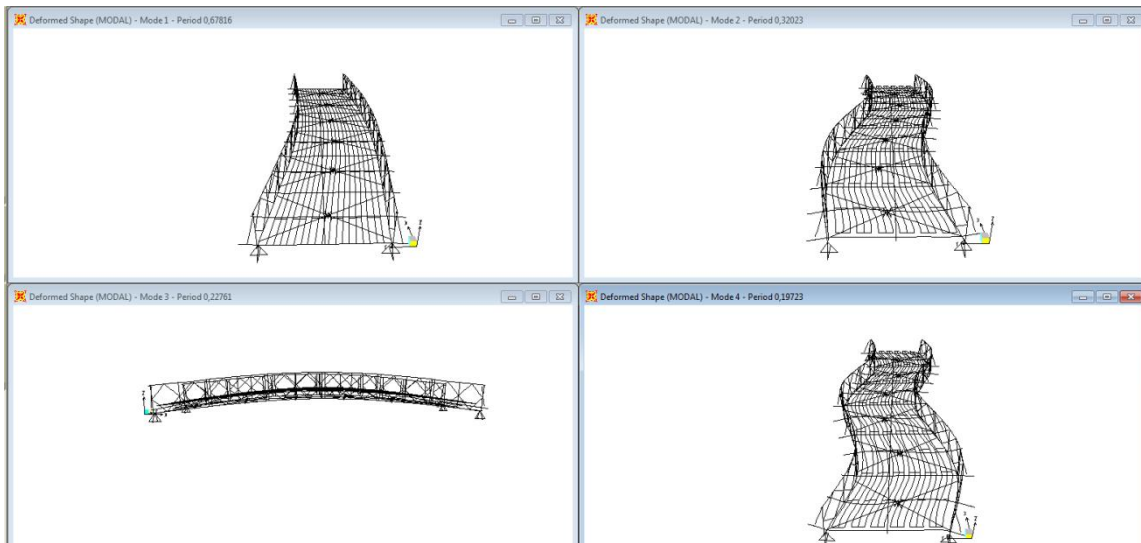 Deformed Shape (MODAL) - Mode 1 - Period 0,67816
Deformed Shape (MODAL) - Mode 2 - Period 0,32023
Deformed Shape (MODAL) - Mode 3 - Period 0,22761
Deformed Shape (MODAL) - Mode 4 - Period 0,19723